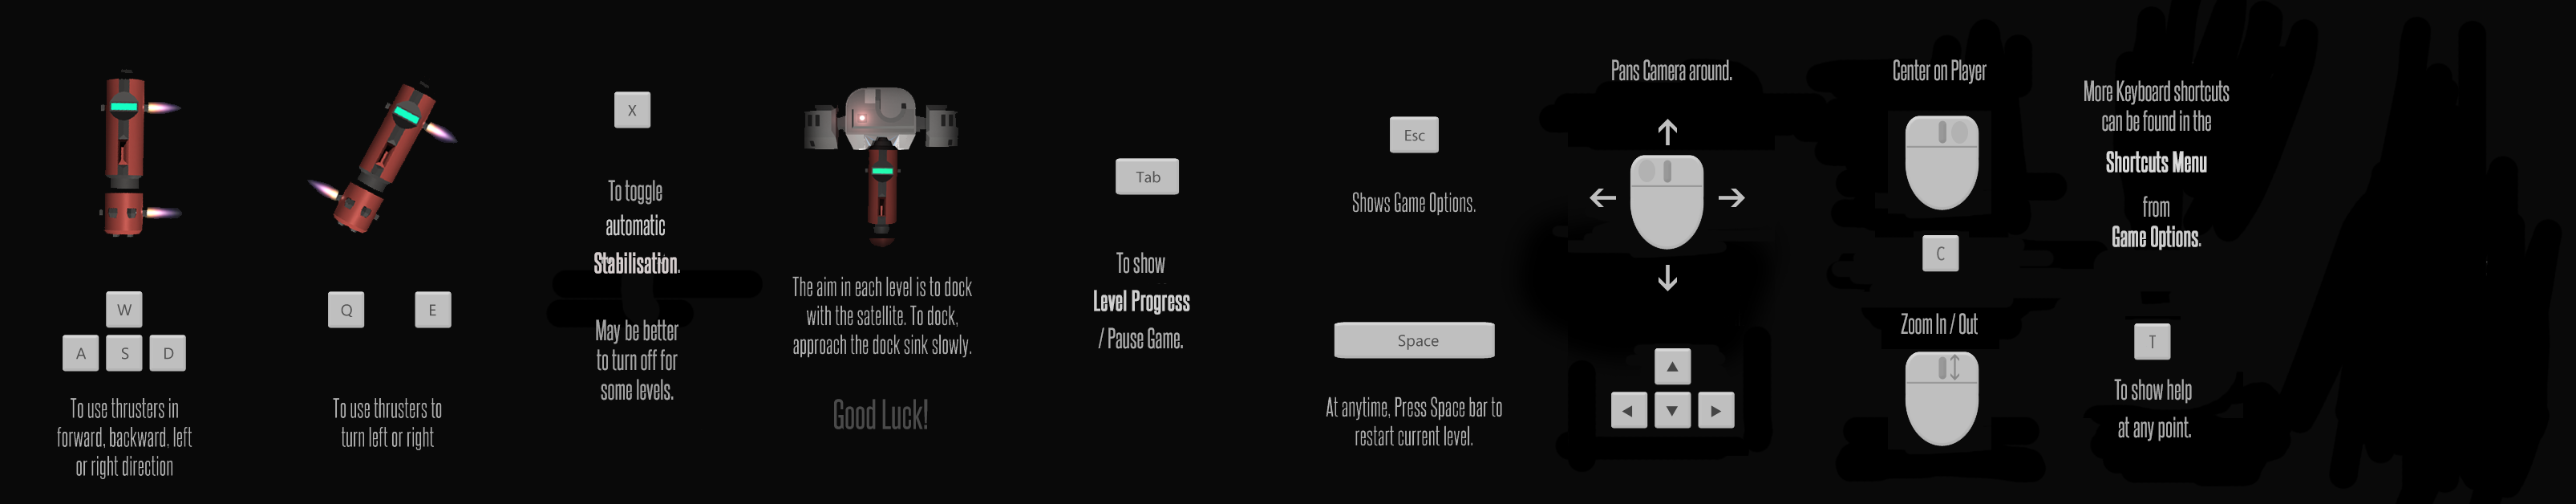 W
A S D
To use thrusters in
forward, backward, left
or right direction
Q E
To use thrusters to
turn left or right
X
To toggle
automatic
Stabilisation.
May be better
to turn off for
some levels.
The aim in each level is to dock
with the satellite. To dock,
approach the dock sink slowly.
Good Luck!
Tab
To show
Level Progress
/ Pause Game.
Esc
Shows Game Options.
Space
At anytime, Press Space bar to
restart current level.
Pans Camera around.
Center on Player
C
Zoom In / Out
More Keyboard shortcuts
can be found in the
Shortcuts Menu
from
Game Options.
T
To show help
at any point.